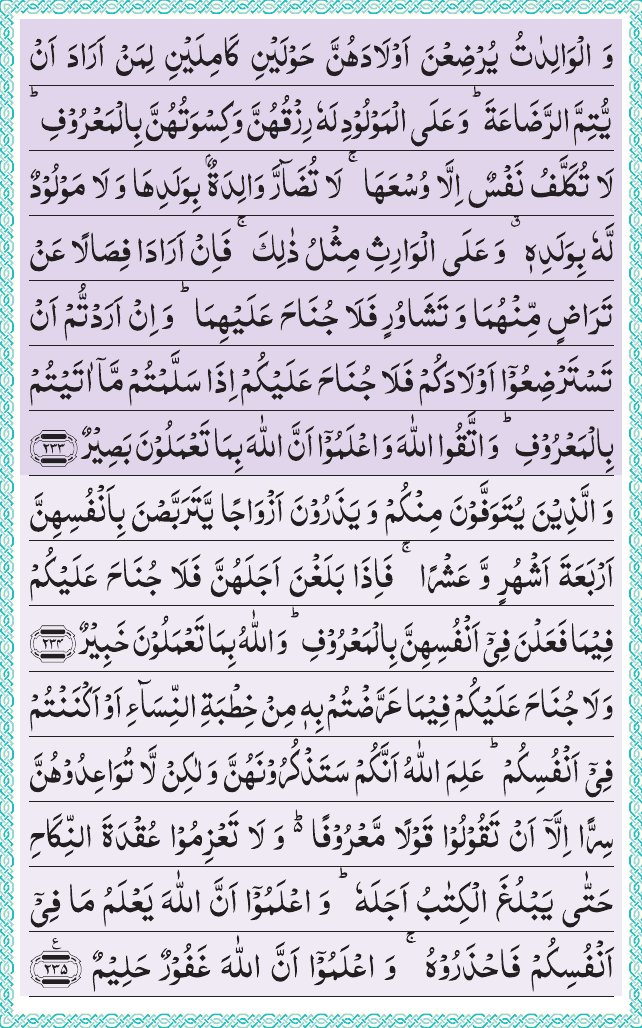 وَ الۡوَالِدٰتُ یُرۡضِعۡنَ اَوۡلَادَہُنَّ حَوۡلَیۡنِ کَامِلَیۡنِ لِمَنۡ اَرَادَ اَنۡ
یُّتِمَّ الرَّضَاعَۃَ ؕ وَ عَلَی الۡمَوۡلُوۡدِ لَہٗ رِزۡقُہُنَّ وَ کِسۡوَتُہُنَّ بِالۡمَعۡرُوۡفِ ؕ
لَا تُکَلَّفُ نَفۡسٌ اِلَّا وُسۡعَہَا ۚ لَا تُضَآرَّ وَالِدَۃٌۢ بِوَلَدِہَا وَ لَا مَوۡلُوۡدٌ
لَّہٗ بِوَلَدِہٖ ٭ وَ عَلَی الۡوَارِثِ مِثۡلُ ذٰلِکَ ۚ فَاِنۡ اَرَادَا فِصَالًا عَنۡ
تَرَاضٍ مِّنۡہُمَا وَ تَشَاوُرٍ فَلَا جُنَاحَ عَلَیۡہِمَا ؕ وَ اِنۡ اَرَدۡتُّمۡ اَنۡ
تَسۡتَرۡضِعُوۡۤا اَوۡلَادَکُمۡ فَلَا جُنَاحَ عَلَیۡکُمۡ اِذَا سَلَّمۡتُمۡ مَّاۤ اٰتَیۡتُمۡ
بِالۡمَعۡرُوۡفِ ؕ وَ اتَّقُوا اللّٰہَ وَ اعۡلَمُوۡۤا اَنَّ اللّٰہَ بِمَا تَعۡمَلُوۡنَ بَصِیۡرٌ ﴿۲۳۳﴾
وَ الَّذِیۡنَ یُتَوَفَّوۡنَ مِنۡکُمۡ وَ یَذَرُوۡنَ اَزۡوَاجًا یَّتَرَبَّصۡنَ بِاَنۡفُسِہِنَّ
اَرۡبَعَۃَ اَشۡہُرٍ وَّ عَشۡرًا ۚ فَاِذَا بَلَغۡنَ اَجَلَہُنَّ فَلَا جُنَاحَ عَلَیۡکُمۡ
فِیۡمَا فَعَلۡنَ فِیۡۤ اَنۡفُسِہِنَّ بِالۡمَعۡرُوۡفِ ؕ وَ اللّٰہُ بِمَا تَعۡمَلُوۡنَ خَبِیۡرٌ ﴿۲۳۴﴾
وَ لَا جُنَاحَ عَلَیۡکُمۡ فِیۡمَا عَرَّضۡتُمۡ بِہٖ مِنۡ خِطۡبَۃِ النِّسَآءِ اَوۡ اَکۡنَنۡتُمۡ
فِیۡۤ اَنۡفُسِکُمۡ ؕ عَلِمَ اللّٰہُ اَنَّکُمۡ سَتَذۡکُرُوۡنَہُنَّ وَ لٰکِنۡ لَّا تُوَاعِدُوۡہُنَّ
سِرًّا اِلَّاۤ اَنۡ تَقُوۡلُوۡا قَوۡلًا مَّعۡرُوۡفًا ۬ؕ وَ لَا تَعۡزِمُوۡا عُقۡدَۃَ النِّکَاحِ
حَتّٰی یَبۡلُغَ الۡکِتٰبُ اَجَلَہٗ ؕ وَ اعۡلَمُوۡۤا اَنَّ اللّٰہَ یَعۡلَمُ مَا فِیۡۤ
اَنۡفُسِکُمۡ فَاحۡذَرُوۡہُ ۚ وَ اعۡلَمُوۡۤا اَنَّ اللّٰہَ غَفُوۡرٌ حَلِیۡمٌ ﴿۲۳۵﴾ ع